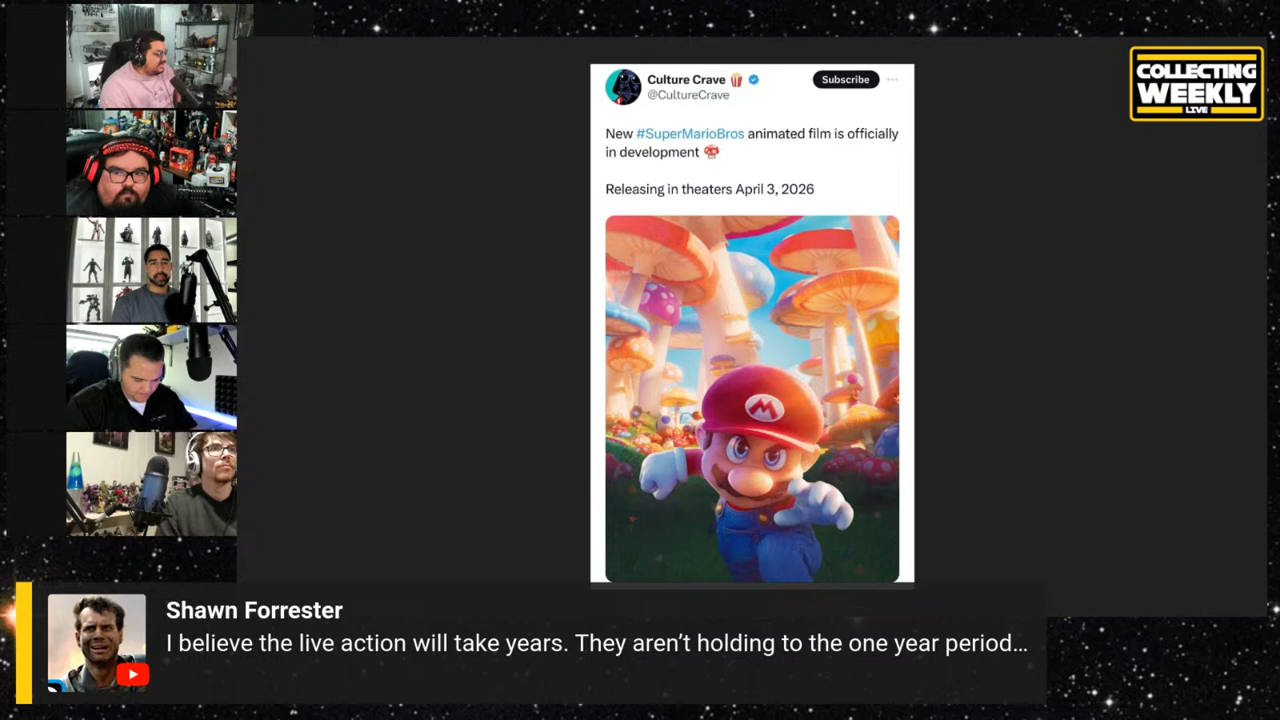 COLLECTING
WEEKLY
LIVE
Culture Crave
@CultureCrave
Subscribe
New #SuperMarioBros animated film is officially
in development
Releasing in theaters April 3, 2026
M
Shawn Forrester
I believe the live action will take years. They aren’t holding to the one year period…